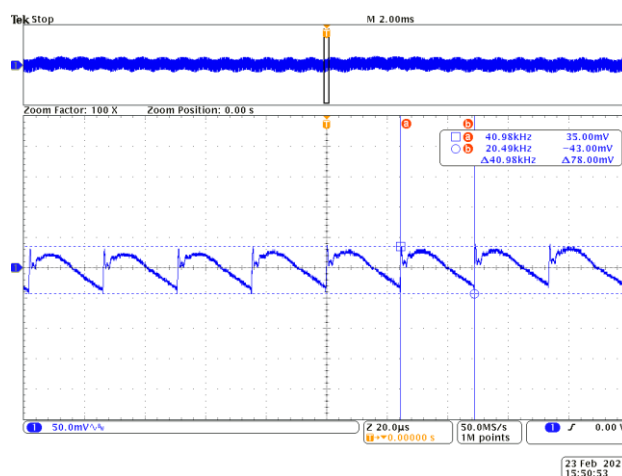 Tek Stop M 2.00ms
T
1
Zoom Factor: 100 X Zoom Position: 0.00 s
T
a b
a 40.98kHz 35.00mV
b 20.49kHz −43.00mV
Δ40.98kHz Δ78.00mV
1
1 50.0mV Z 20.0µs 50.0MS/s 1 0.00 V
T 0.00000 s 1M points
23 Feb 202
15:50:53